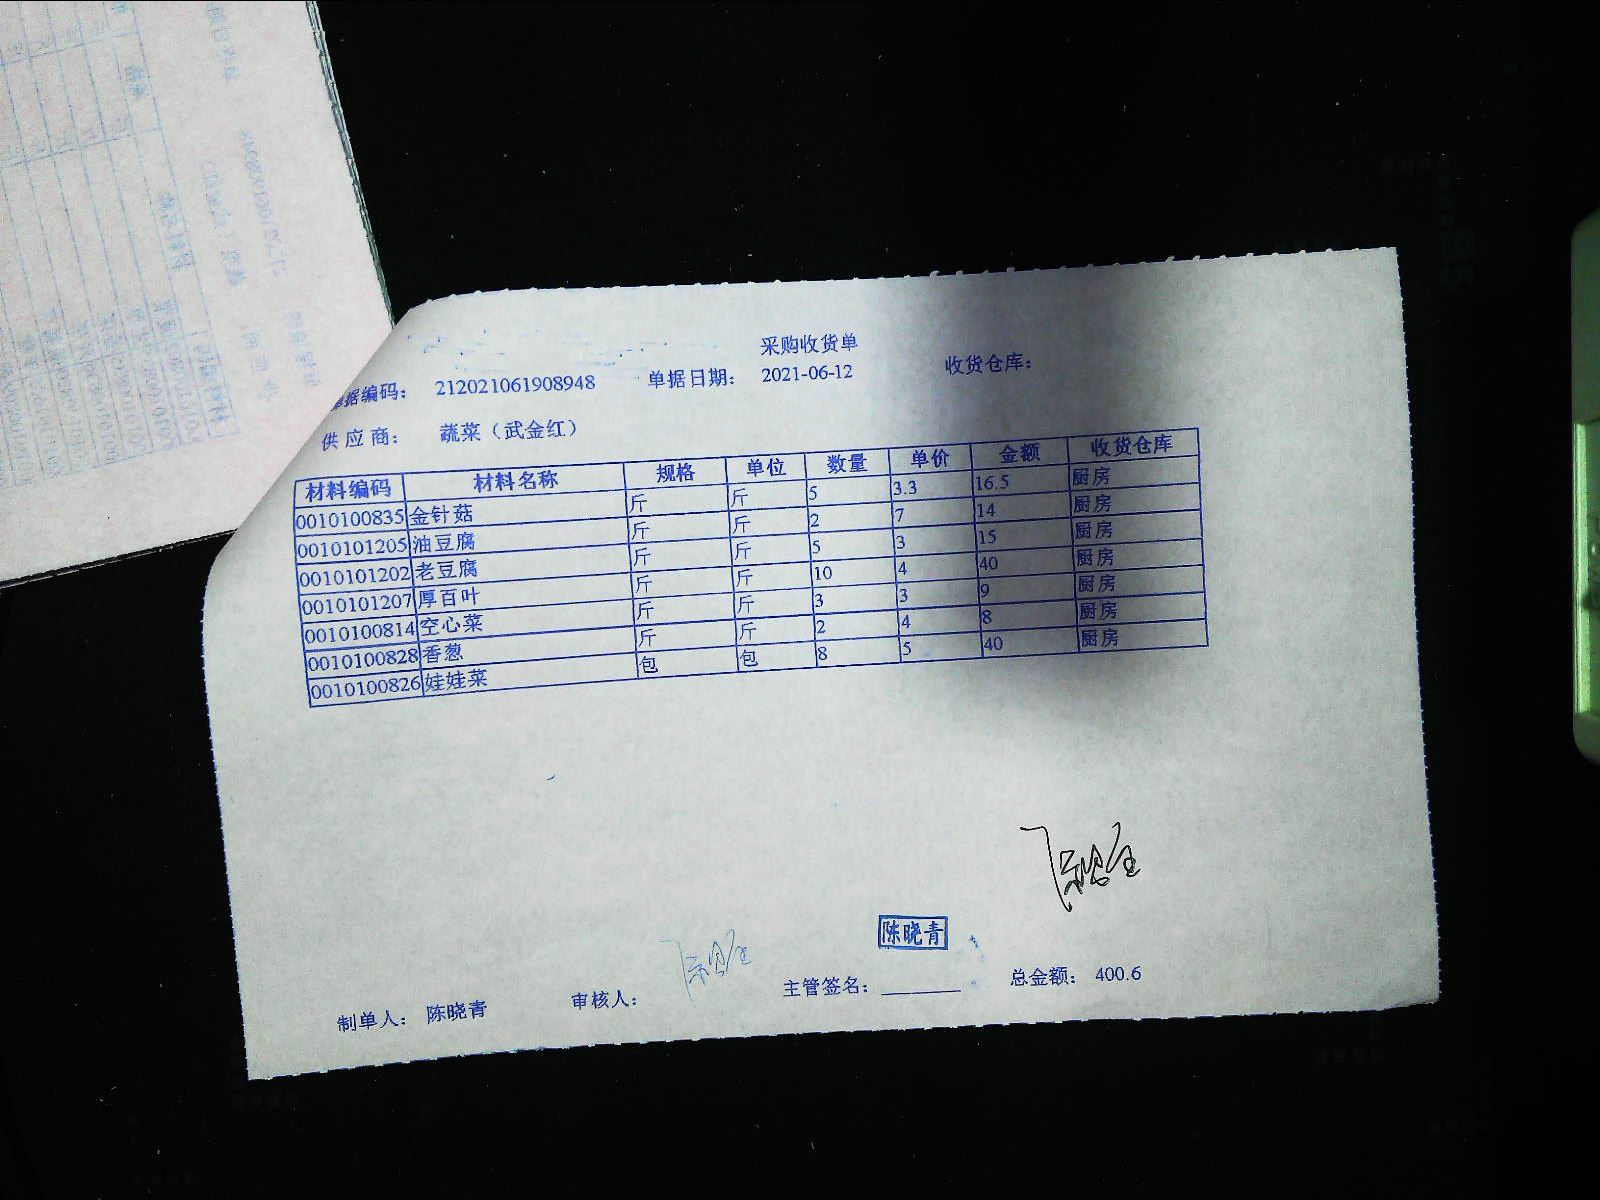 采购收货单
单据编码： 212021061908948 单据日期： 2021-06-12 收货仓库：
供应商： 蔬菜（武金红）
材料编码 材料名称 规格 单位 数量 单价 金额 收货仓库
0010100835 金针菇 斤 斤 5 3.3 16.5 厨房
0010101205 油豆腐 斤 斤 2 7 14 厨房
0010101202 老豆腐 斤 斤 5 3 15 厨房
0010101207 厚百叶 斤 斤 10 4 40 厨房
0010100814 空心菜 斤 斤 3 3 9 厨房
0010100828 香葱 斤 斤 2 4 8 厨房
0010100826 娃娃菜 包 包 8 5 40 厨房
陈晓青
制单人： 陈晓青 审核人： 主管签名： 总金额： 400.6